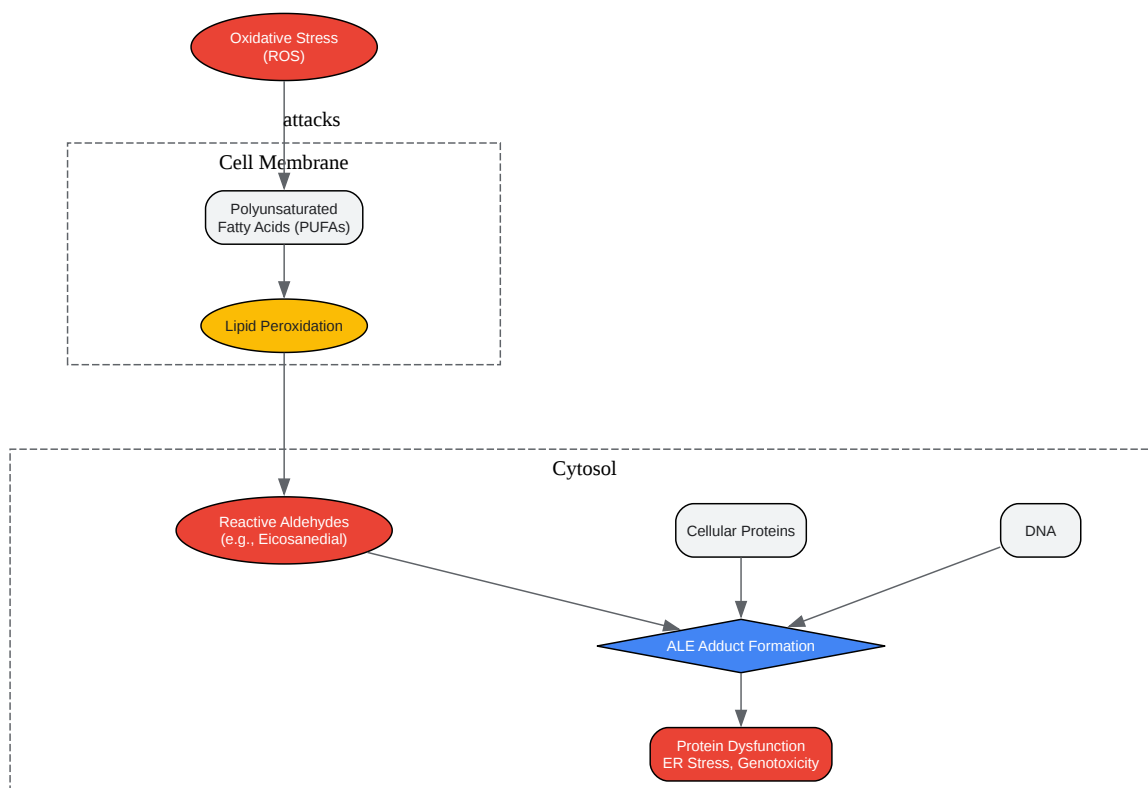 Oxidative Stress
(ROS)
attacks
Cell Membrane
Polyunsaturated
Fatty Acids (PUFAs)
Lipid Peroxidation
Cytosol
Reactive Aldehydes
(e.g., Eicosanedial)
Cellular Proteins
DNA
ALE Adduct Formation
Protein Dysfunction
ER Stress, Genotoxicity